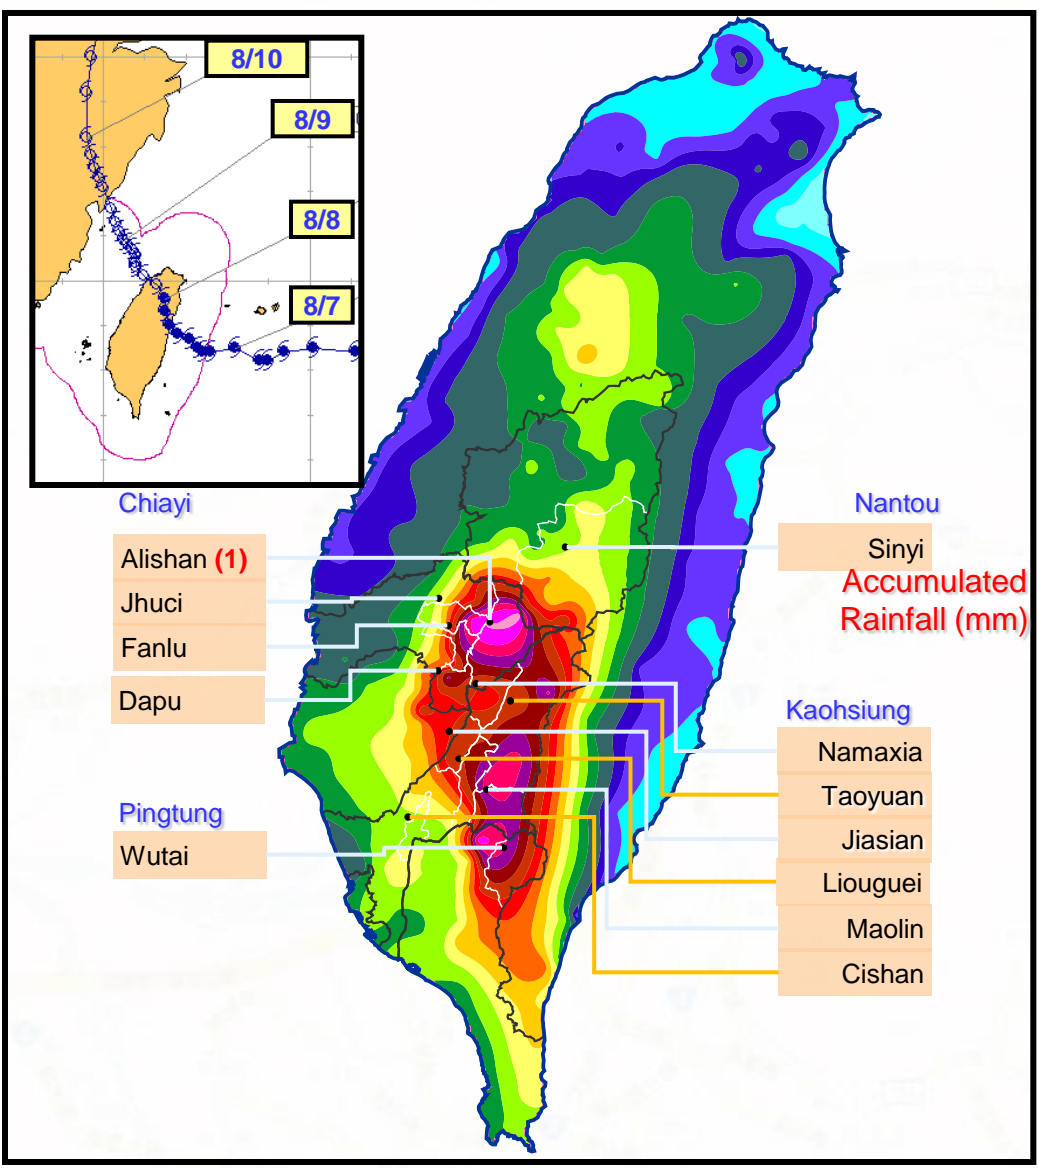 8/10
8/9
8/8
8/7
Chiayi
Alishan (1)
Jhuci
Fanlu
Dapu
Pingtung
Wutai
Nantou
Sinyi
Accumulated
Rainfall (mm)
Kaohsiung
Namaxia
Taoyuan
Jiasian
Liouguei
Maolin
Cishan